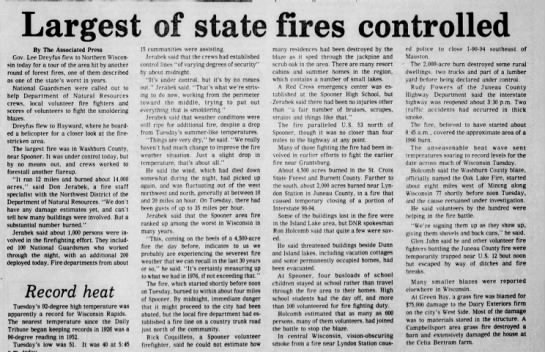 Largest of state fires controlled
By The Associated Press
Gov. Lee Dreyfus flew to Northern Wiscon-
sin today for a tour of the area hit by another
round of forest fires, one of them described
as one of the state's worst in years.
National Guardsmen were called out to
help Department of Natural Resources
crews, local volunteer fire fighters and
scores of volunteers to fight the smoldering
blazes.
Dreyfus flew to Hayward, where he board-
ed a helicopter for a closer look at the fire-
stricken area.
The largest fire was in Washburn County,
near Spooner. It was under control today, but
by no means out, and crews worked to
forestall another flareup.
"It ran 12 miles and burned about 14,000
acres," said Don Jerabek, a fire staff
specialist with the Northwest District of the
Department of Natural Resources. "We don't
have any damage estimates yet, and can't
tell how many buildings were involved. But a
substantial number burned."
Jerabek said about 1,000 persons were in-
volved in the firefighting effort. They includ-
ed 100 National Guardsmen who worked
through the night, with an additional 200
deployed today. Fire departments from about
Record heat
Tuesday's 92-degree high temperature was
apparently a record for Wisconsin Rapids.
The nearest temperature since the Daily
Tribune began keeping records in 1926 was a
90-degree reading in 1952.
Tuesday's low was 51. It was 40 at 5:45
15 communities were assisting.
Jerabek said that the crews had established
control lines "of varying degrees of security"
by about midnight.
"It's under control, but it's by no means
out," Jerabek said. "That's what we're striv-
ing to do now, working from the perimeter
toward the middle, trying to put out
everything that is smoldering."
Jerabek said that weather conditions were
still ripe for additional fire, despite a drop
from Tuesday's summer-like temperatures.
"Things are very dry," he said. "We really
haven't had much change to improve the fire
weather situation. Just a slight drop in
temperature, that's about all."
He said the wind, which had died down
somewhat during the night, had picked up
again, and was fluctuating out of the west
northwest and north, generally at between 10
and 20 miles an hour. On Tuesday, there had
been gusts of up to 35 miles per hour.
Jerabek said that the Spooner area fire
ranked up among the worst in Wisconsin in
many years.
"This, coming on the heels of a 4,500-acre
fire the day before, indicates to us we
probably are experiencing the severest fire
weather that we can recall in the last 30 years
or so," he said. "It's certainly measuring up
to what we had in 1976, if not exceeding that."
The fire, which started shortly before noon
on Tuesday, burned to within about four miles
of Spooner. By midnight, immediate danger
that it might proceed to the city had been
abated, but the local fire department had es-
tablished a fire line on a country trunk road
just north of the community.
Rick Coquillette, a Spooner volunteer
firefighter, said he could not estimate how
many residences had been destroyed by the
blaze as it sped through the jackpine and
scrub oak in the area. There are many resort
cabins and summer homes in the region,
which contains a number of small lakes.
A Red Cross emergency center was es-
tablished at the Spooner High School, but
Jerabek said there had been no injuries other
than "a fair number of bruises, scrapes,
strains and things like that."
The fire paralleled U.S. 53 north of
Spooner, though it was no closer than four
miles to the highway at any point.
Many of those fighting the fire had been in-
volved in earlier efforts to fight the earlier
fire near Grantsburg.
About 4,500 acres burned in the St. Croix
State Forest and Burnett County. Farther to
the south, about 2,000 acres burned near Lyn-
don Station in Juneau County, in a fire that
caused temporary closing of a portion of
Interstate 90-94.
Some of the buildings lost in the fire were
in the Island Lake area, but DNR spokesman
Ron Holcomb said that quite a few were sav-
ed.
He said threatened buildings beside Dunn
and Island lakes, including vacation cottages
and some permanently occupied homes, had
been evacuated.
At Spooner, four busloads of school
children stayed at school rather than travel
through the fire area to their homes. High
school students had the day off, and more
than 100 volunteered for fire fighting duty.
Holcomb estimated that as many as 600
persons, many of them volunteers, had joined
the battle to stop the blaze.
In central Wisconsin, vision-obscuring
smoke from a fire near Lyndon Station caus-
ed police to close I-90-94 southeast of
Mauston.
The 2,000-acre burn destroyed some rural
dwellings, two trucks and part of a lumber
yard before being declared under control.
Rudy Flowers of the Juneau County
Highway Department said the interstate
highway was reopened about 3:30 p.m. Two
traffic accidents had occurred in thick
smoke.
The fire, believed to have started about
8:45 a.m., covered the approximate area of a
1966 burn.
The unseasonable heat wave sent
temperatures soaring to record levels for the
date across much of Wisconsin Tuesday.
Holcomb said the Washburn County blaze,
officially named the Oak Lake Fire, started
about eight miles west of Minong along
Wisconsin 77 shortly before noon Tuesday,
and the cause remained under investigation.
He said volunteers by the hundred were
helping in the fire battle.
"We're signing them up as they show up,
giving them shovels and back cans," he said.
Glen John said he and other volunteer fire
fighters battling the Juneau County fire were
temporarily trapped near U.S. 12 but soon
but escaped by way of ditches and fire
breaks.
Many smaller blazes were reported
elsewhere in Wisconsin.
At Green Bay, a grass fire was blamed for
$75,000 damage to the Dairy Exteriors firm
on the city's West Side. Most of the damage
was to materials stored in the structure. A
Campbellsport area grass fire destroyed a
barn and extensively damaged the house at
the Celia Bertram farm.